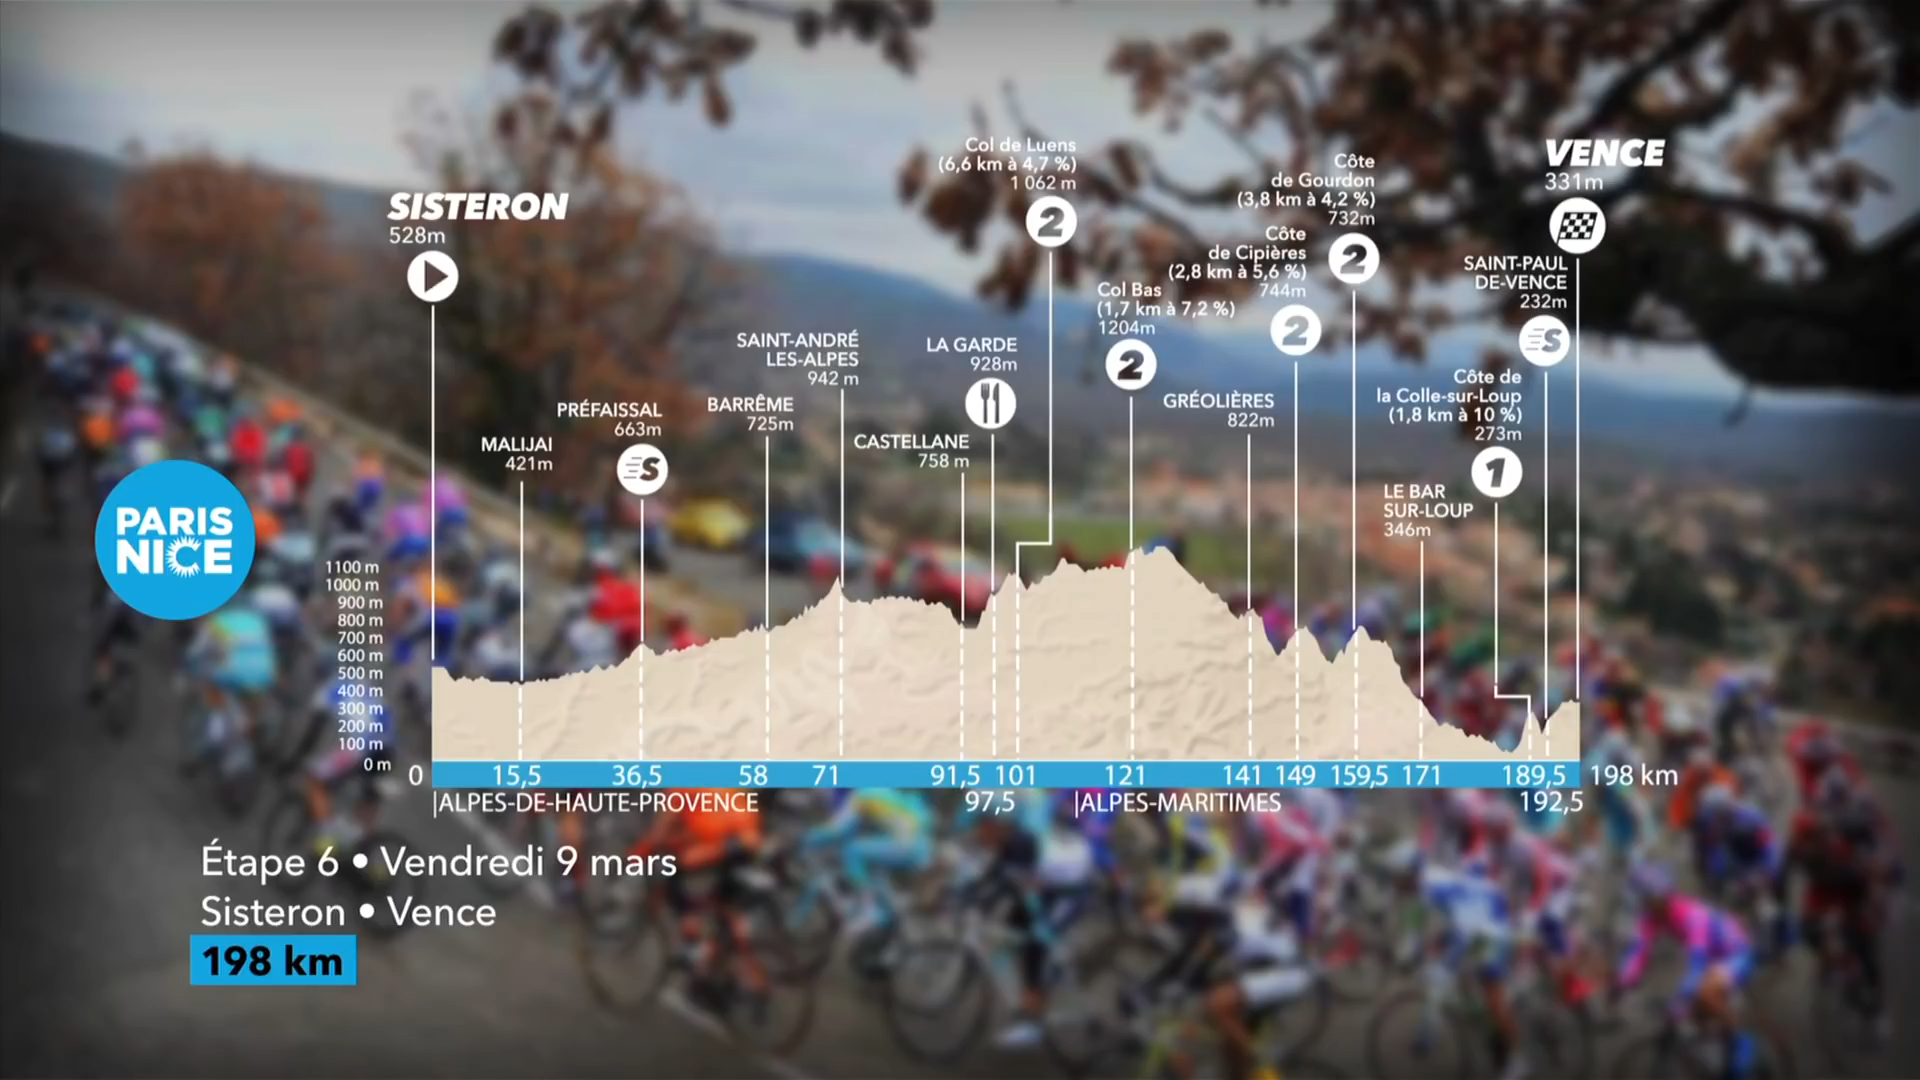 SISTERON
528m
MALIJAI
421m
PRÉFAISSAL
663m
S
BARRÊME
725m
SAINT-ANDRÉ
LES-ALPES
942 m
CASTELLANE
758 m
LA GARDE
928m
Col de Luens
(6,6 km à 4,7 %)
1 062 m
2
Col Bas
(1,7 km à 7,2 %)
1204m
2
GRÉOLIÈRES
822m
Côte
de Cipières
(2,8 km à 5,6 %)
744m
2
Côte
de Gourdon
(3,8 km à 4,2 %)
732m
2
LE BAR
SUR-LOUP
346m
Côte de
la Colle-sur-Loup
(1,8 km à 10 %)
273m
1
SAINT-PAUL
DE-VENCE
232m
S
VENCE
331m
PARIS
NICE
1100 m
1000 m
900 m
800 m
700 m
600 m
500 m
400 m
300 m
200 m
100 m
0 m
0 15,5 36,5 58 71 91,5 101 121 141 149 159,5 171 189,5 198 km
|ALPES-DE-HAUTE-PROVENCE 97,5 |ALPES-MARITIMES 192,5
Étape 6 • Vendredi 9 mars
Sisteron • Vence
198 km